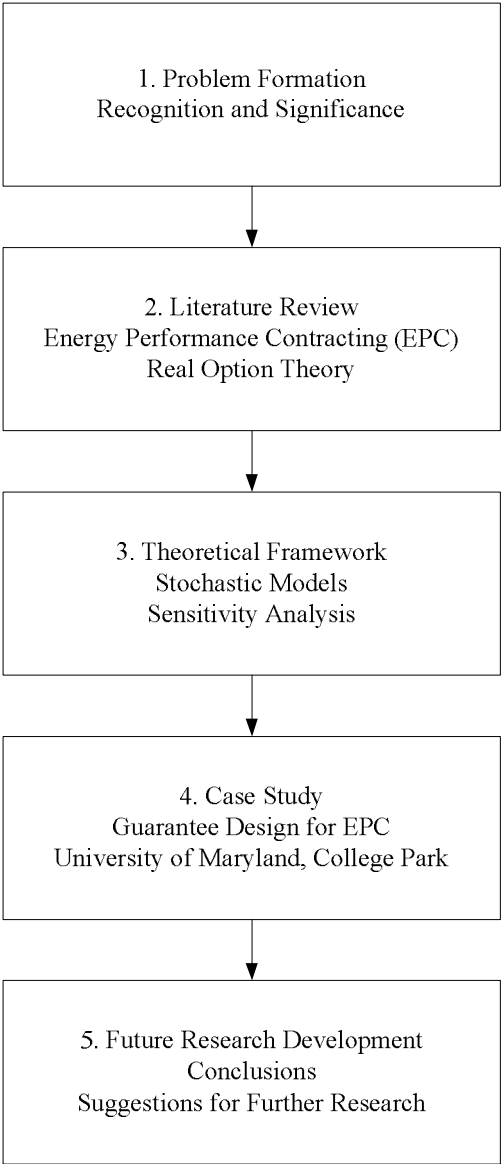 1. Problem Formation
Recognition and Significance
2. Literature Review
Energy Performance Contracting (EPC)
Real Option Theory
3. Theoretical Framework
Stochastic Models
Sensitivity Analysis
4. Case Study
Guarantee Design for EPC
University of Maryland, College Park
5. Future Research Development
Conclusions
Suggestions for Further Research